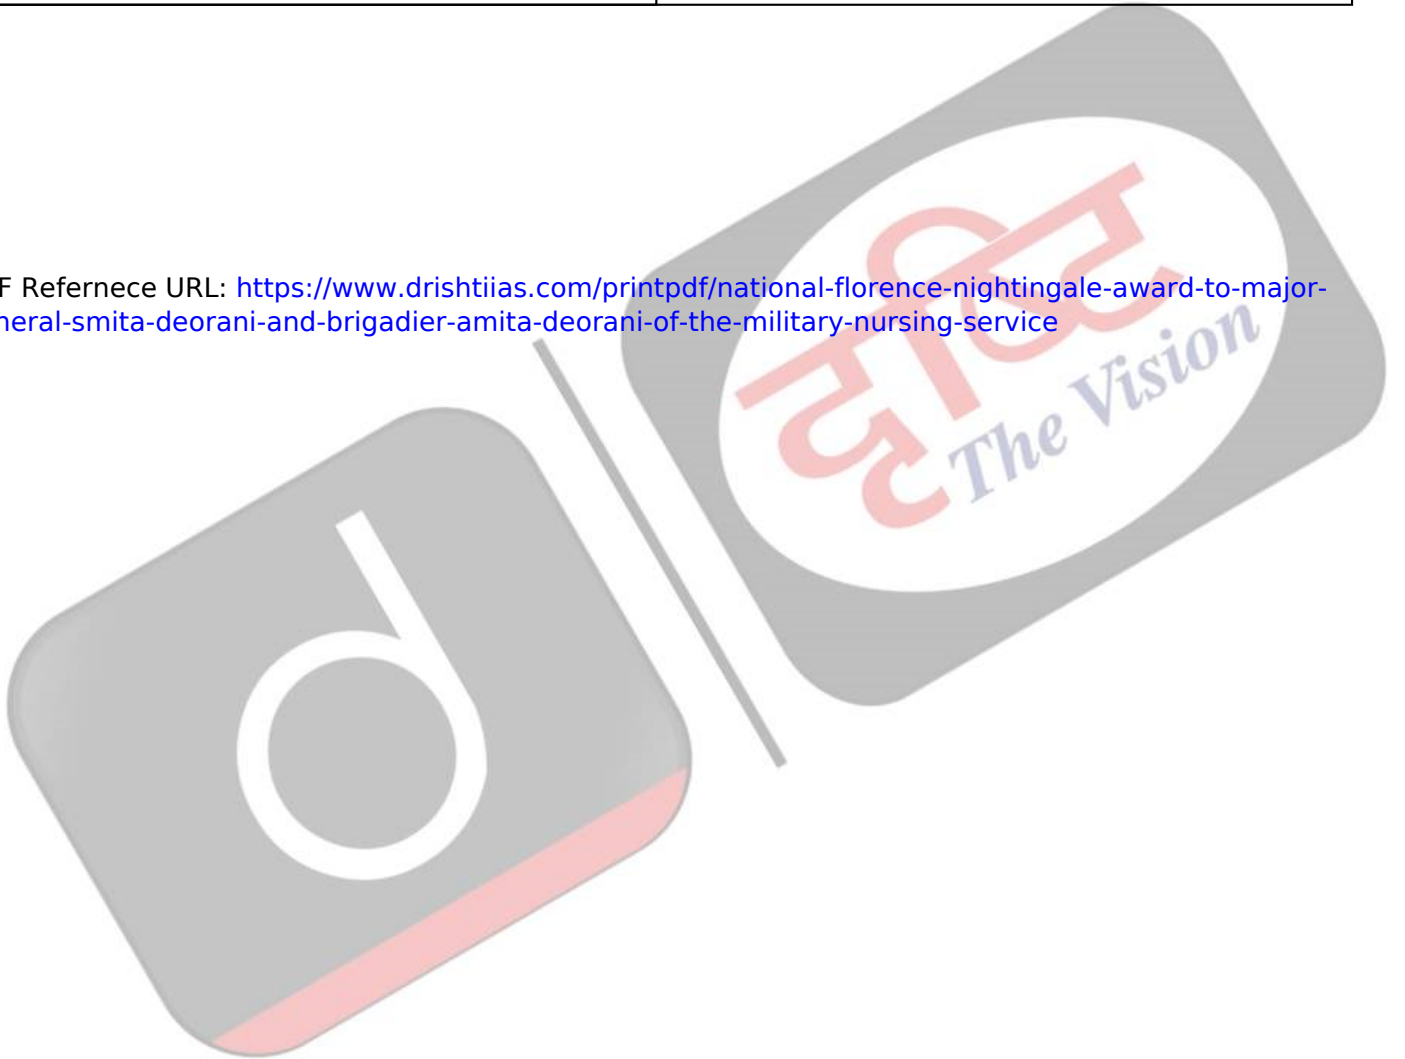 F Refernece URL: https://www.drishtiias.com/printpdf/national-florence-nightingale-award-to-major-
neral-smita-deorani-and-brigadier-amita-deorani-of-the-military-nursing-service
दृष्टि
The Vision
d